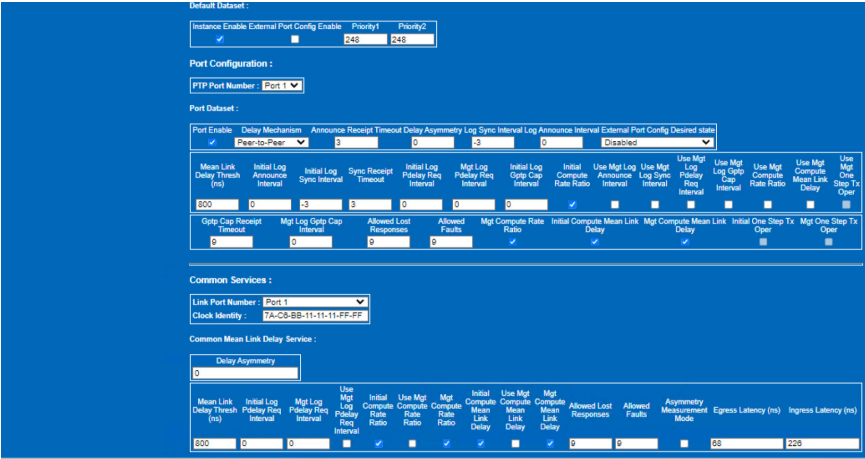 Default Dataset :
Instance Enable External Port Config Enable Priority1 Priority2
248 248
Port Configuration :
PTP Port Number : Port 1
Port Dataset :
Port Enable Delay Mechanism Announce Receipt Timeout Delay Asymmetry Log Sync Interval Log Announce Interval External Port Config Desired state
Peer-to-Peer 3 0 -3 0 Disabled
Mean Link Delay Thresh (ns) Initial Log Announce Interval Initial Log Sync Interval Sync Receipt Timeout Initial Log Pdelay Req Interval Mgt Log Pdelay Req Interval Initial Log Gptp Cap Interval Initial Compute Rate Ratio Use Mgt Log Announce Interval Use Mgt Log Sync Interval Use Mgt Log Pdelay Req Interval Use Mgt Log Gptp Cap Interval Use Mgt Compute Rate Ratio Use Mgt Compute Mean Link Delay Use Mgt One Step Tx Oper
800 0 -3 3 0 0 0
Gptp Cap Receipt Timeout Mgt Log Gptp Cap Interval Allowed Lost Responses Allowed Faults Mgt Compute Rate Ratio Initial Compute Mean Link Delay Mgt Compute Mean Link Delay Initial One Step Tx Oper Mgt One Step Tx Oper
9 0 9 9
Common Services :
Link Port Number : Port 1
Clock Identity : 7A-C6-BB-11-11-11-FF-FF
Common Mean Link Delay Service :
Delay Asymmetry
0
Mean Link Delay Thresh (ns) Initial Log Pdelay Req Interval Mgt Log Pdelay Req Interval Use Mgt Log Pdelay Req Interval Initial Compute Rate Ratio Use Mgt Compute Rate Ratio Mgt Compute Rate Ratio Initial Compute Mean Link Delay Use Mgt Compute Mean Link Delay Mgt Compute Mean Link Delay Allowed Lost Responses Allowed Faults Asymmetry Measurement Mode Egress Latency (ns) Ingress Latency (ns)
800 0 0 9 9 68 226